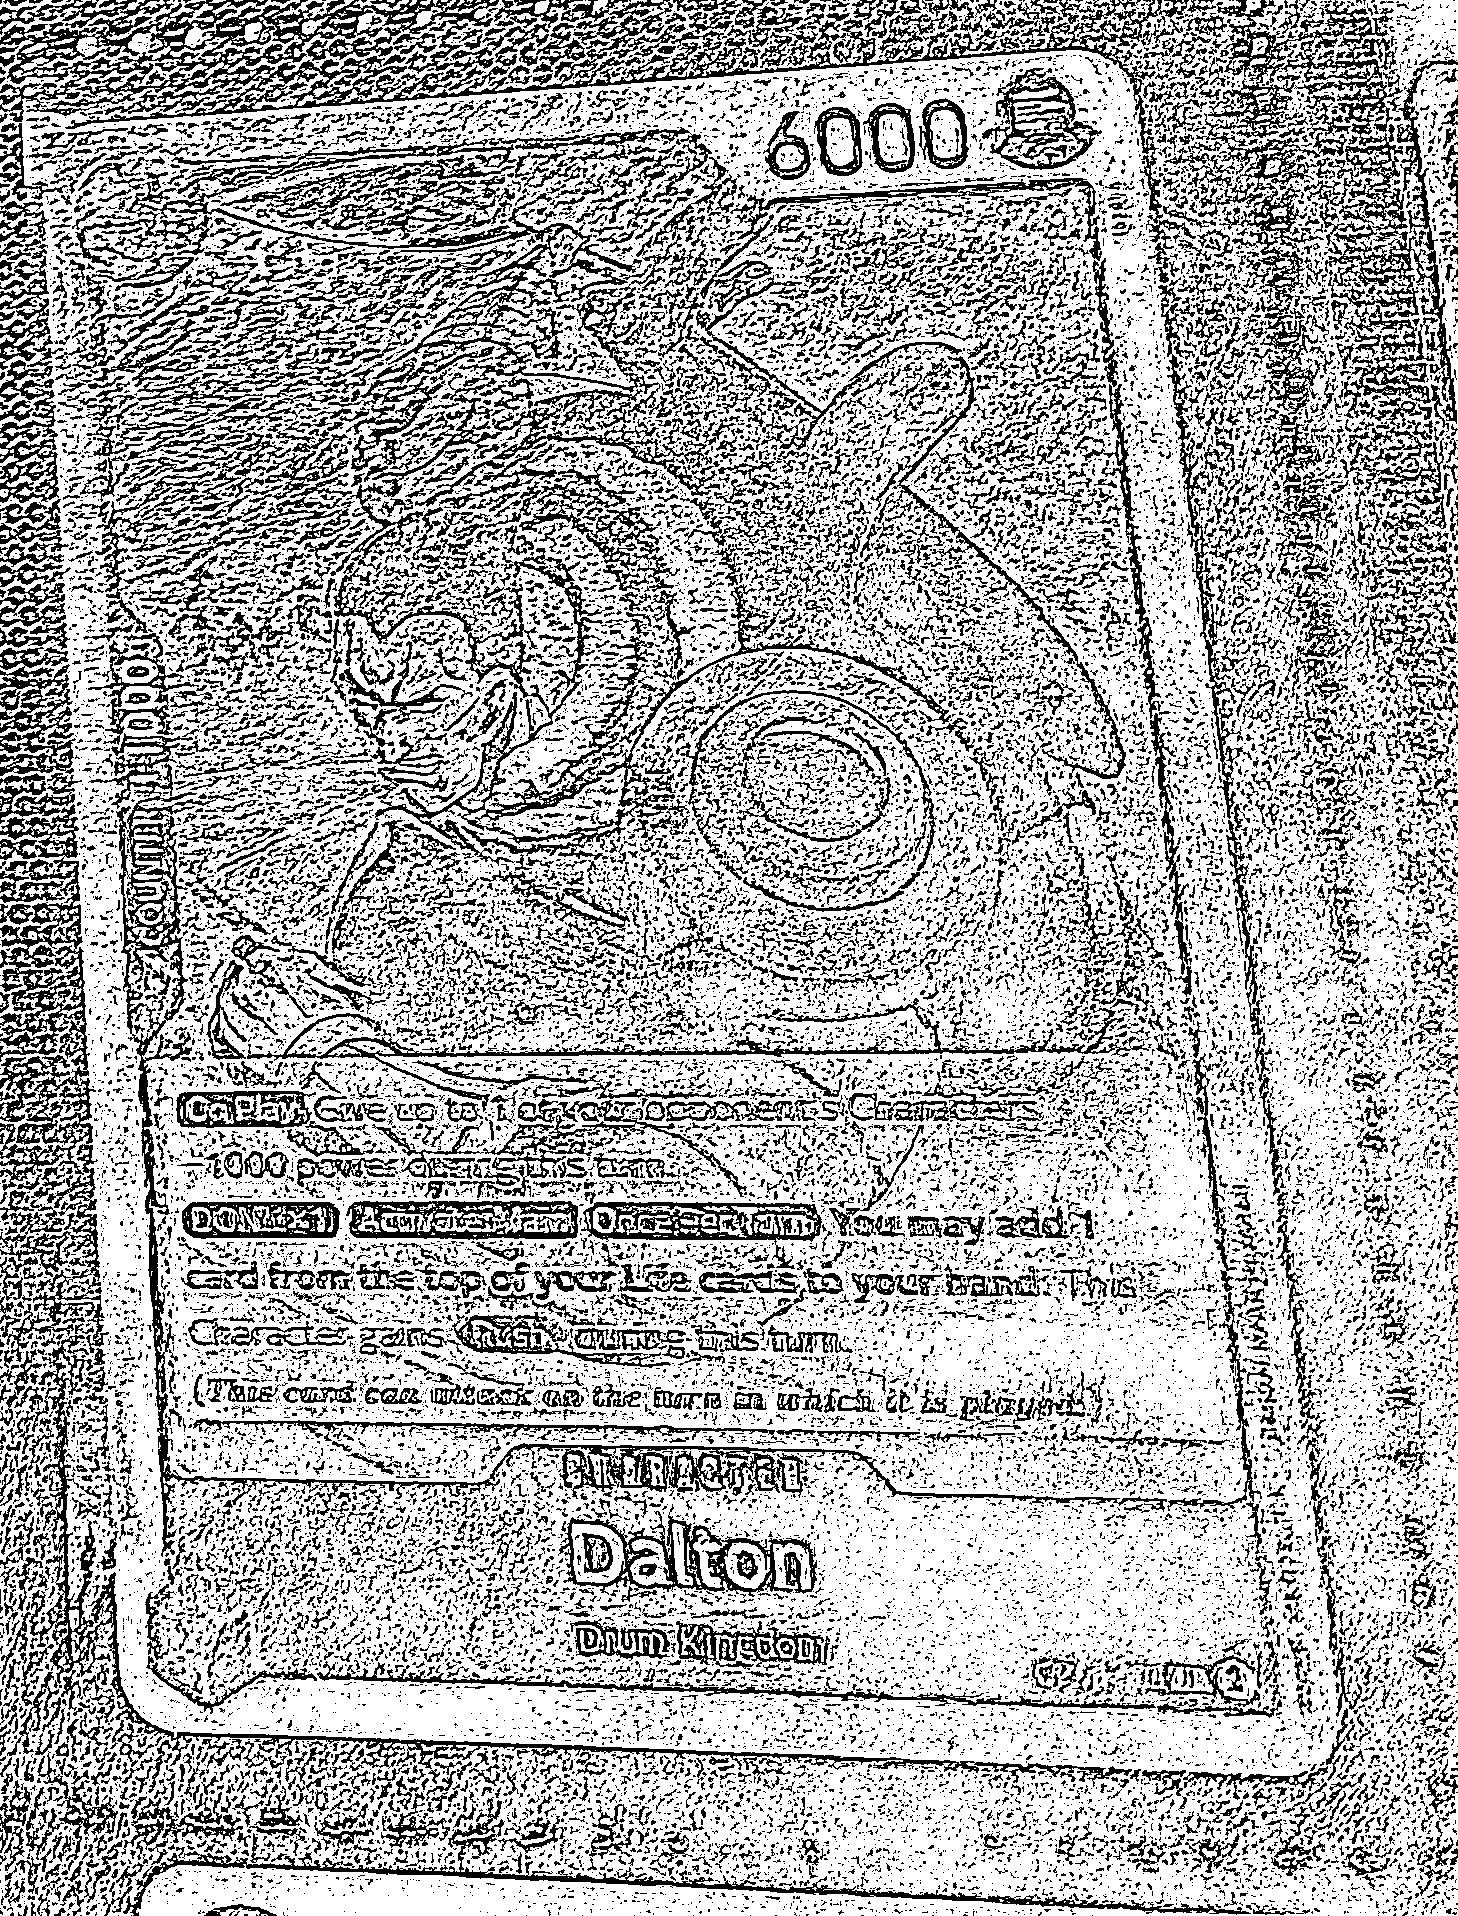 6000
[On Play] Give up to 1 of your opponent's Characters
−1000 power during this turn.
[DON!!×1] [Activate: Main] [Once Per Turn] You may add 1
card from the top of your Life cards to your hand: This
Character gains [Rush] during this turn.
(This card can attack on the turn in which it is played.)
CHARACTER
Dalton
Drum Kingdom